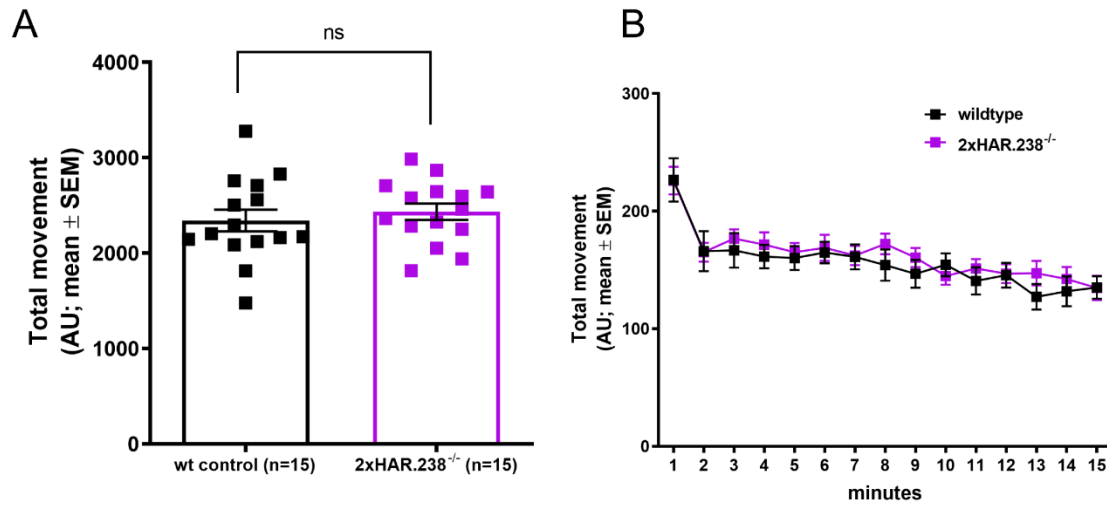 A
ns
Total movement
(AU; mean ± SEM)
4000
3000
2000
1000
0
wt control (n=15)
2xHAR.238-/- (n=15)
B
Total movement
(AU; mean ± SEM)
300
200
100
0
wildtype
2xHAR.238-/-
1 2 3 4 5 6 7 8 9 10 11 12 13 14 15
minutes